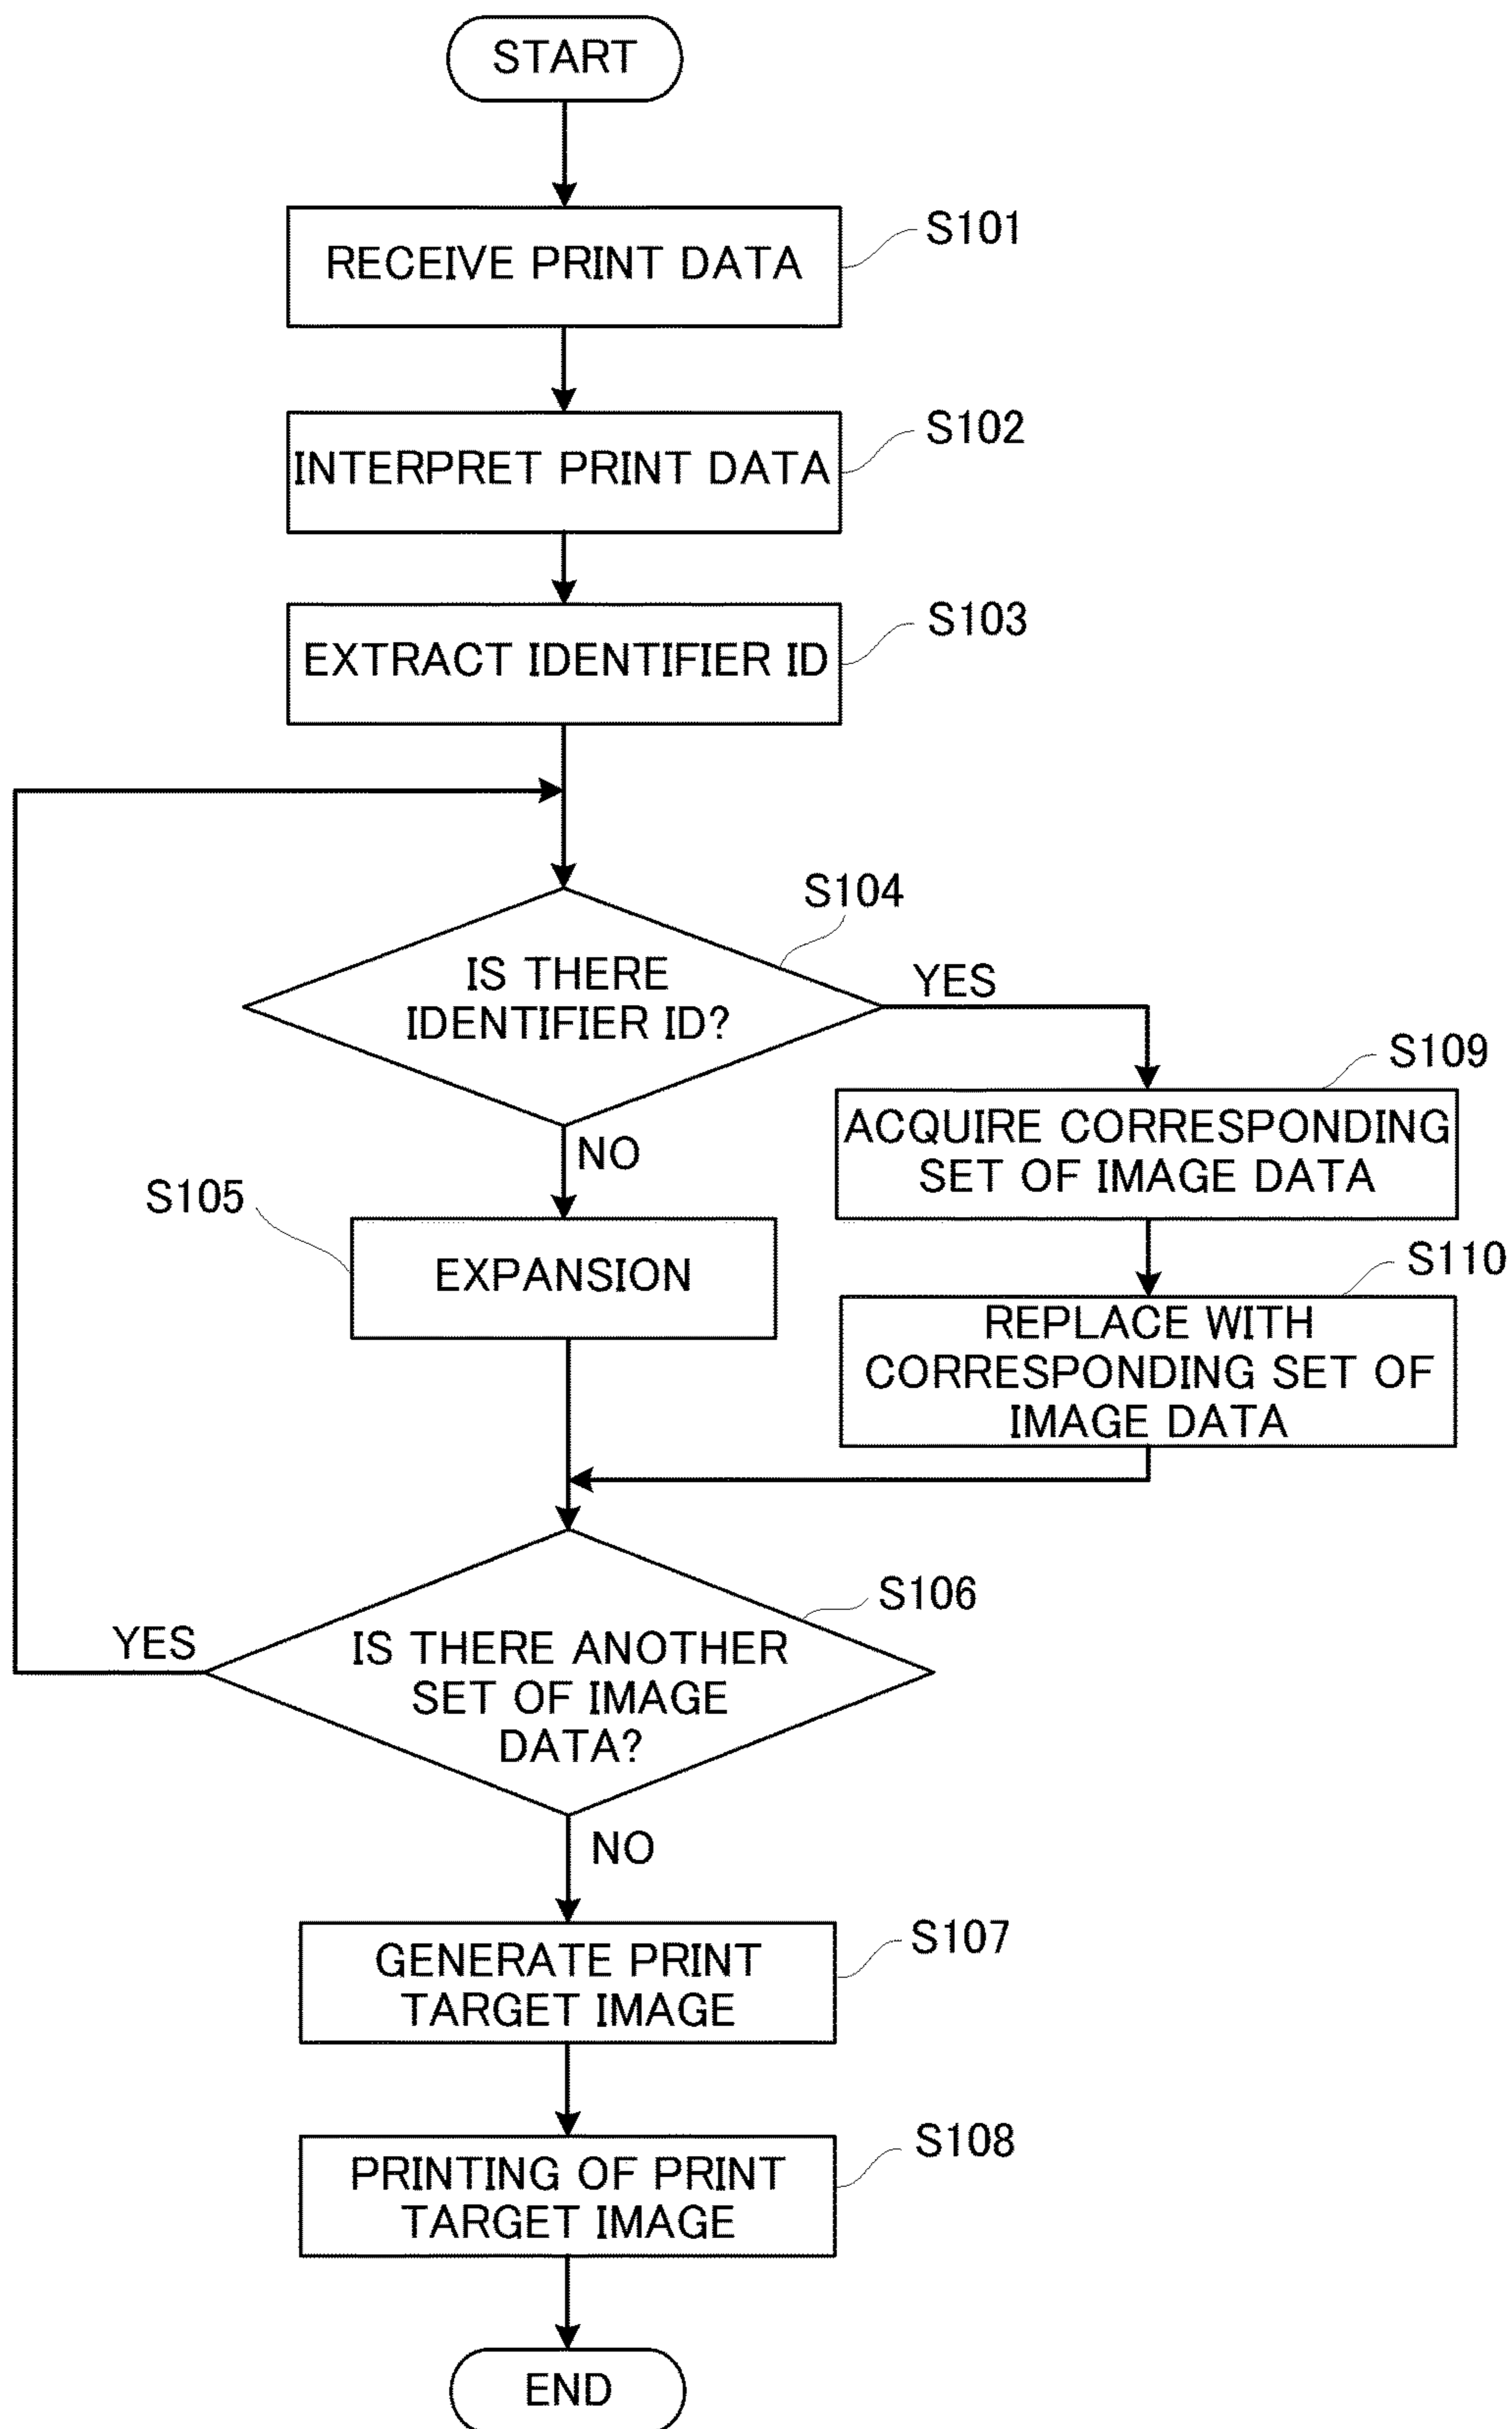 START
RECEIVE PRINT DATA
S101
INTERPRET PRINT DATA
S102
EXTRACT IDENTIFIER ID
S103
S104
IS THERE
IDENTIFIER ID?
YES
NO
S109
ACQUIRE CORRESPONDING
SET OF IMAGE DATA
S105
EXPANSION
S110
REPLACE WITH
CORRESPONDING SET OF
IMAGE DATA
S106
YES
IS THERE ANOTHER
SET OF IMAGE
DATA?
NO
S107
GENERATE PRINT
TARGET IMAGE
S108
PRINTING OF PRINT
TARGET IMAGE
END